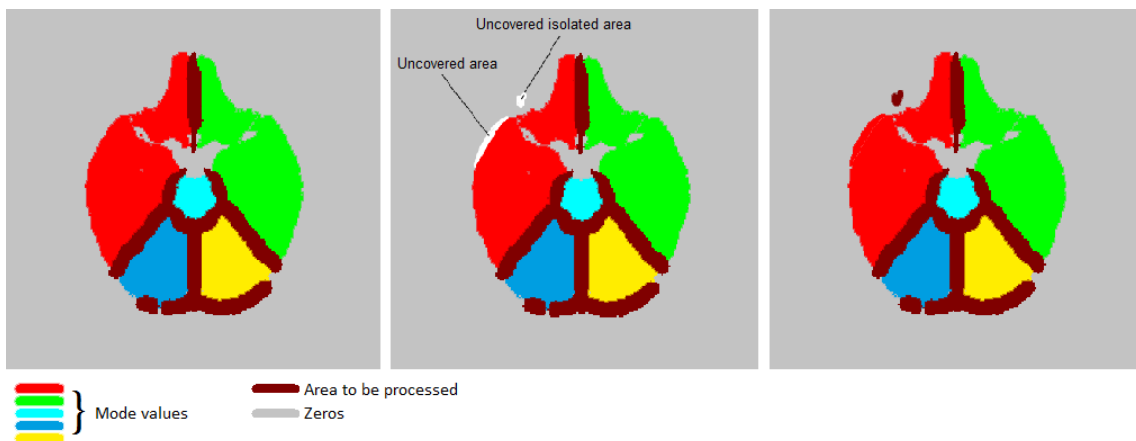 Uncovered isolated area
Uncovered area
Area to be processed
} Mode values
Zeros